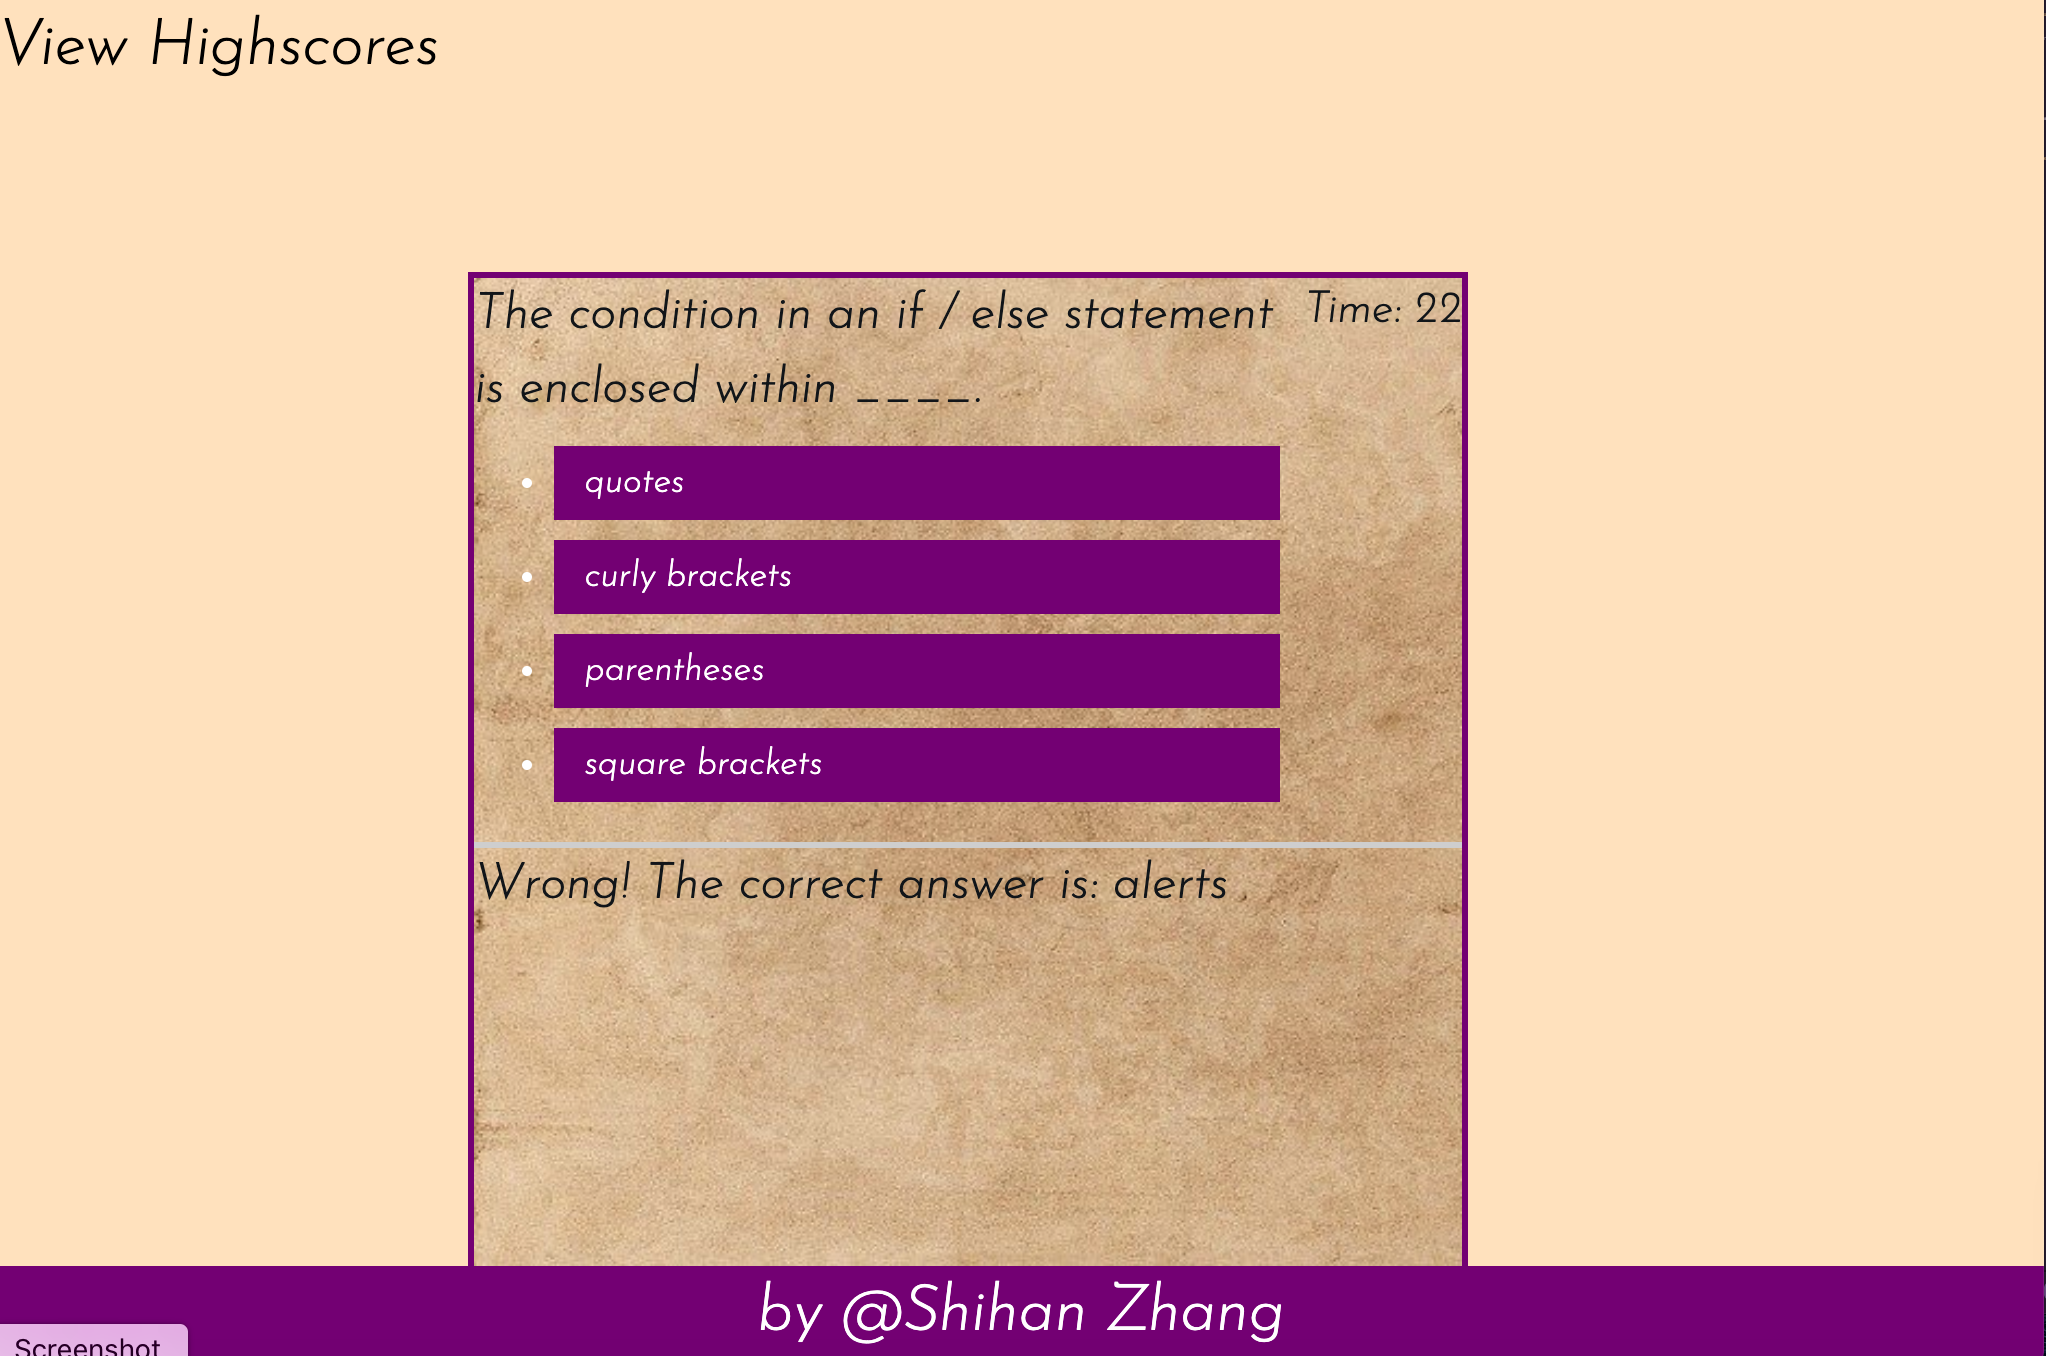 View Highscores
The condition in an if / else statement
Time: 22
is enclosed within ____.
quotes
curly brackets
parentheses
square brackets
Wrong! The correct answer is: alerts
by @Shihan Zhang
Screenshot